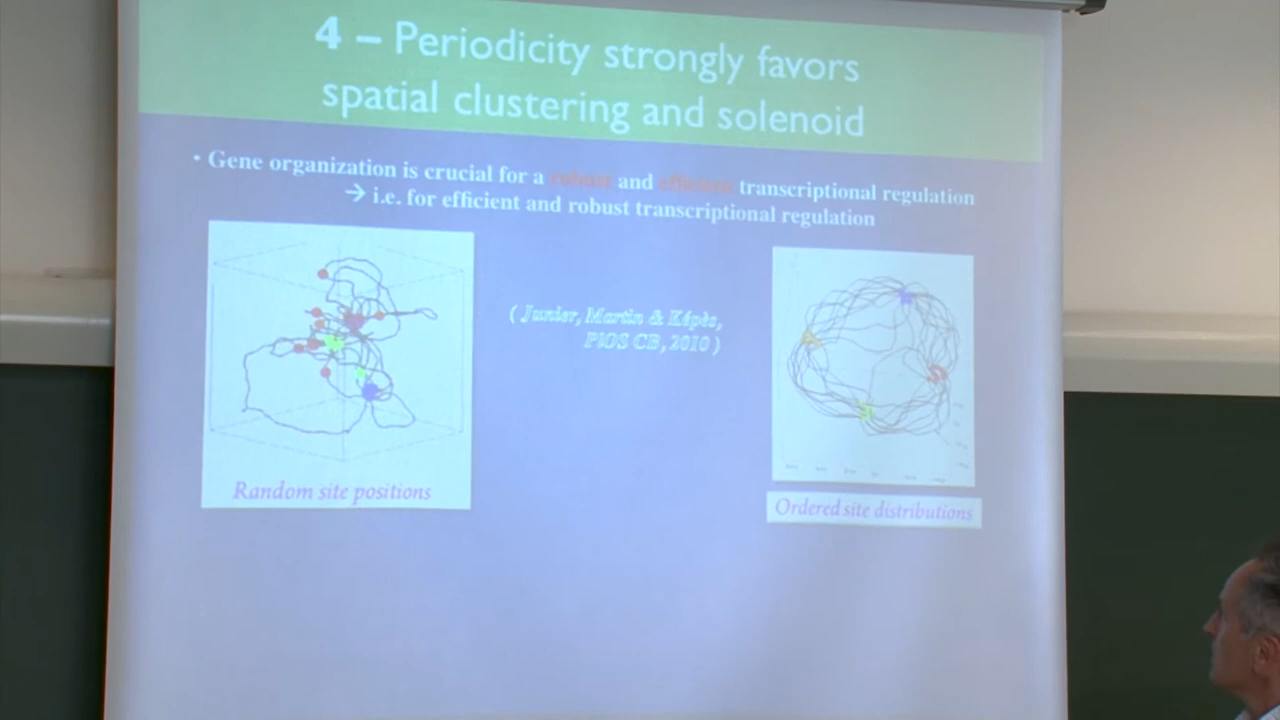 4 – Periodicity strongly favors
spatial clustering and solenoid
• Gene organization is crucial for a robust and efficient transcriptional regulation
→ i.e. for efficient and robust transcriptional regulation
( Junier, Martin & Képès,
PlOS CB, 2010 )
Random site positions
Ordered site distributions